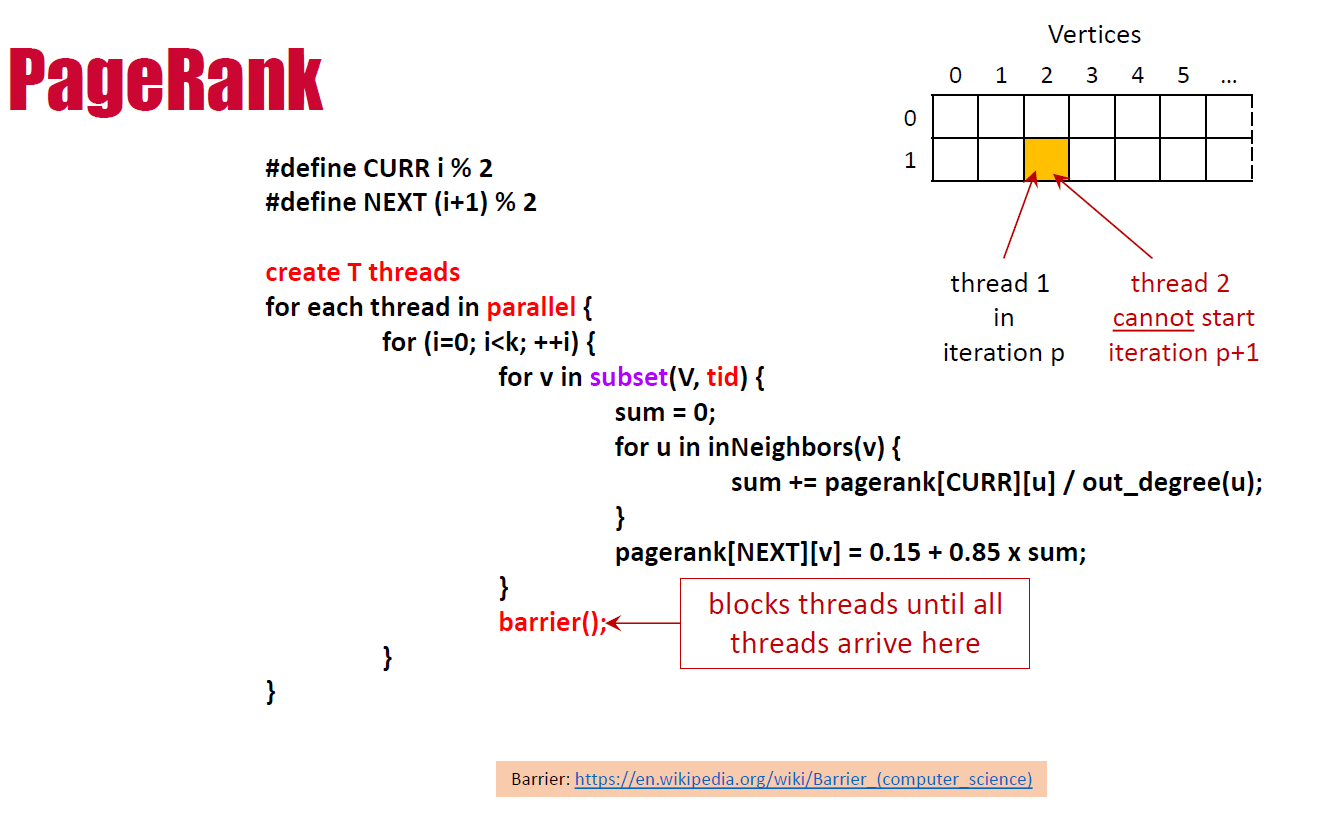 PageRank
Vertices
0 1 2 3 4 5 ...
0
1
#define CURR i % 2
#define NEXT (i+1) % 2
create T threads
for each thread in parallel {
for (i=0; i<k; ++i) {
for v in subset(V, tid) {
sum = 0;
for u in inNeighbors(v) {
sum += pagerank[CURR][u] / out_degree(u);
}
pagerank[NEXT][v] = 0.15 + 0.85 x sum;
}
barrier();
}
}
thread 1
in
iteration p
thread 2
cannot start
iteration p+1
blocks threads until all
threads arrive here
Barrier: https://en.wikipedia.org/wiki/Barrier_(computer_science)